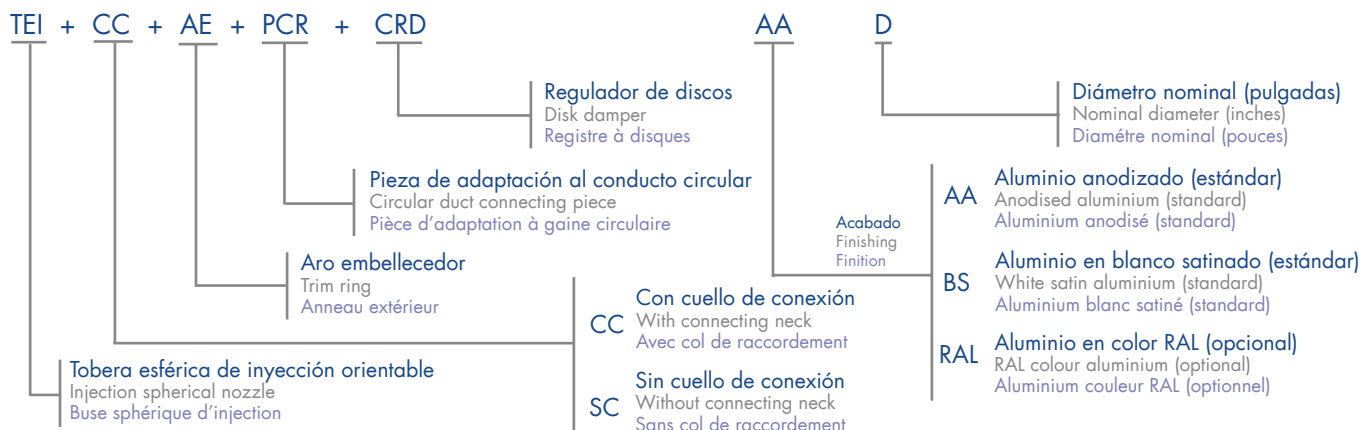 TEI + CC + AE + PCR + CRD AA D
Regulador de discos
Disk damper
Registre à disques
Diámetro nominal (pulgadas)
Nominal diameter (inches)
Diamétre nominal (pouces)
Pieza de adaptación al conducto circular
Circular duct connecting piece
Pièce d'adaptation à gaine circulaire
Acabado
Finishing
Finition
AA
Aluminio anodizado (estándar)
Anodised aluminium (standard)
Aluminium anodisé (standard)
BS
Aluminio en blanco satinado (estándar)
White satin aluminium (standard)
Aluminium blanc satiné (standard)
RAL
Aluminio en color RAL (opcional)
RAL colour aluminium (optional)
Aluminium couleur RAL (optionnel)
Aro embellecedor
Trim ring
Anneau extérieur
CC
Con cuello de conexión
With connecting neck
Avec col de raccordement
SC
Sin cuello de conexión
Without connecting neck
Sans col de raccordement
Tobera esférica de inyección orientable
Injection spherical nozzle
Buse sphérique d'injection